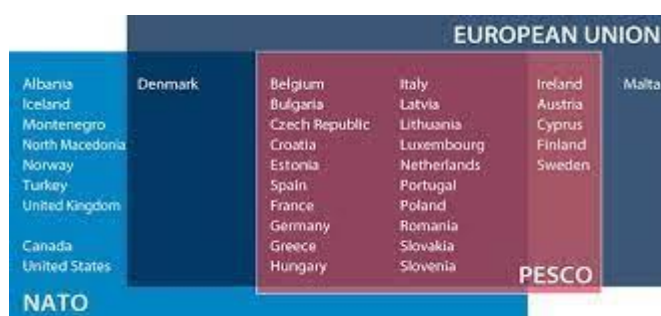 EUROPEAN UNION
Albania
Iceland
Montenegro
North Macedonia
Norway
Turkey
United Kingdom
Canada
United States
Denmark
Belgium
Bulgaria
Czech Republic
Croatia
Estonia
Spain
France
Germany
Greece
Hungary
Italy
Latvia
Lithuania
Luxembourg
Netherlands
Portugal
Poland
Romania
Slovakia
Slovenia
Ireland
Austria
Cyprus
Finland
Sweden
Malta
PESCO
NATO